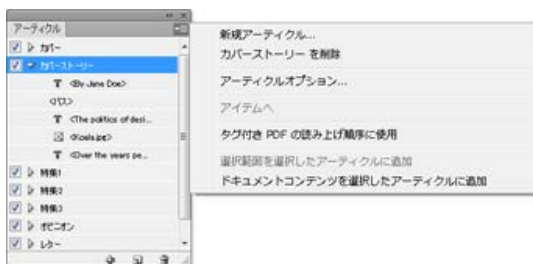 アーティクル
カバー
カバーストーリー
<By Jane Doe>
<パス>
<The politics of desi...
<Koala.jpg>
<Over the years pe...
特集1
特集2
特集3
オピニオン
レター
新規アーティクル...
カバーストーリー を削除
アーティクルオプション...
アイテムへ
タグ付き PDF の読み上げ順序に使用
選択範囲を選択したアーティクルに追加
ドキュメントコンテンツを選択したアーティクルに追加